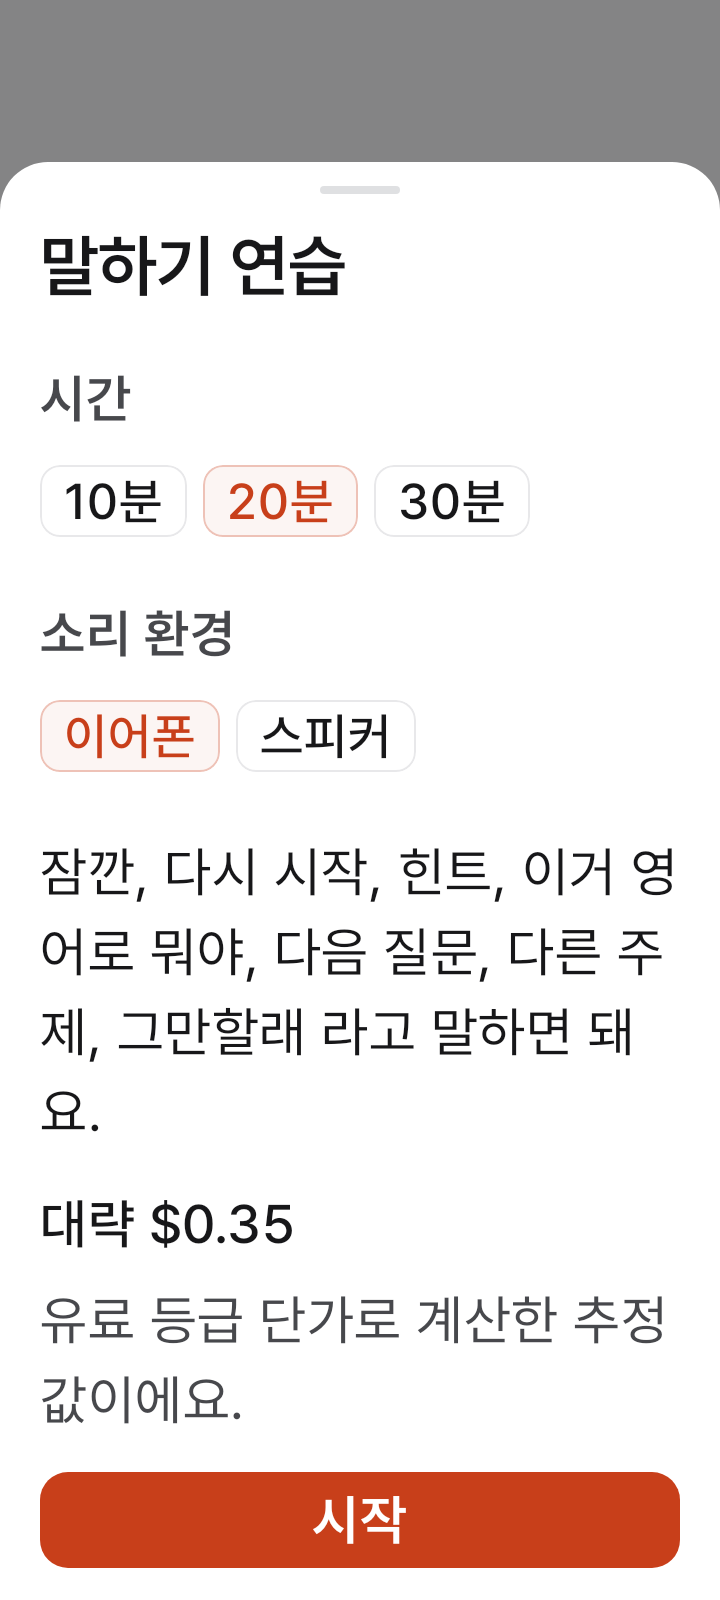 말하기 연습
시간
10분 20분 30분
소리 환경
이어폰 스피커
잠깐, 다시 시작, 힌트, 이거 영
어로 뭐야, 다음 질문, 다른 주
제, 그만할래 라고 말하면 돼
요.
대략 $0.35
유료 등급 단가로 계산한 추정
값이에요.
시작